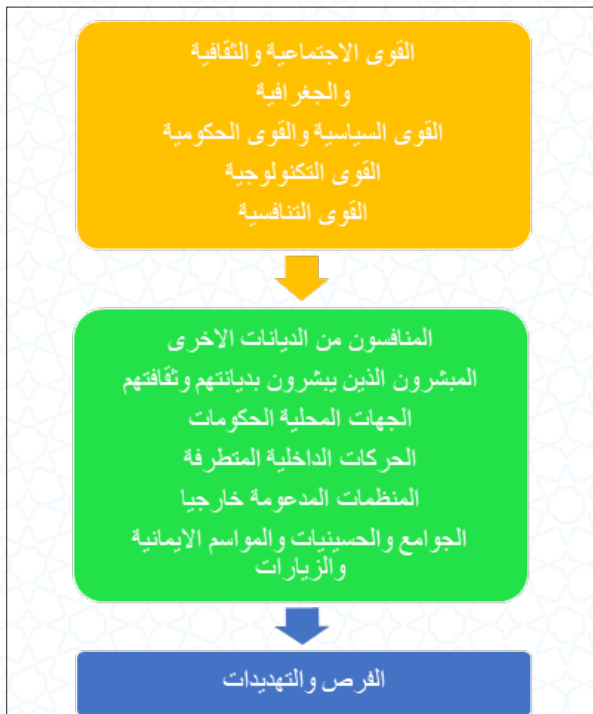 القوى الاجتماعية والثقافية
والجغرافية
القوى السياسية والقوى الحكومية
القوى التكنولوجية
القوى التنافسية
المنافسون من الديانات الاخرى
المبشرون الذين يبشرون بديانتهم وثقافتهم
الجهات المحلية الحكومات
الحركات الداخلية المتطرفة
المنظمات المدعومة خارجيا
الجوامع والحسينيات والمواسم الايمانية
والزيارات
الفرص والتهديدات